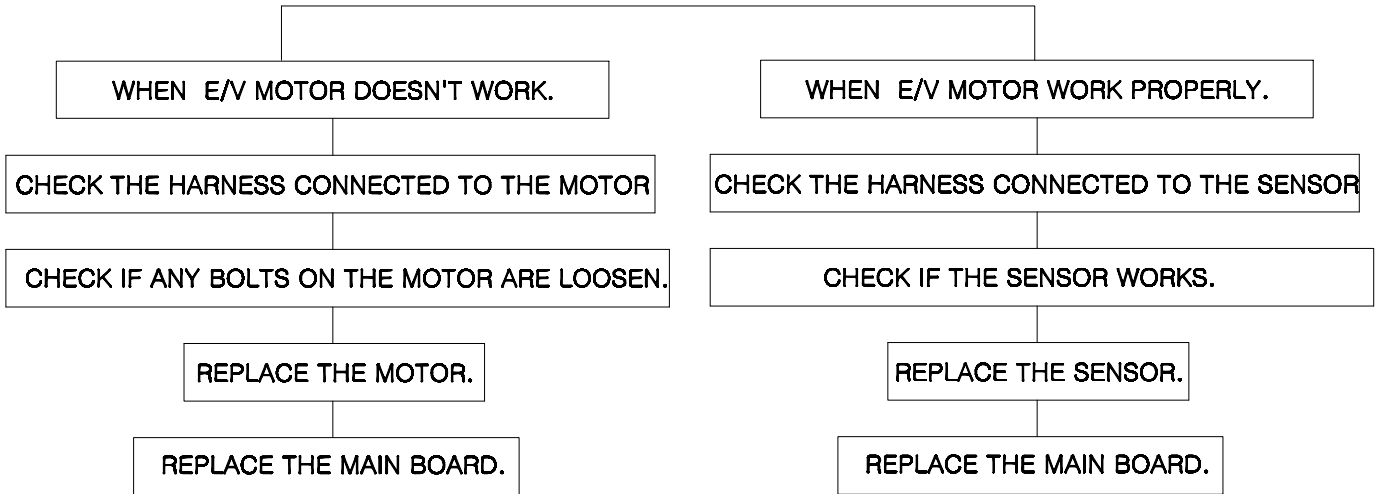 WHEN E/V MOTOR DOESN'T WORK.
CHECK THE HARNESS CONNECTED TO THE MOTOR
CHECK IF ANY BOLTS ON THE MOTOR ARE LOOSEN.
REPLACE THE MOTOR.
REPLACE THE MAIN BOARD.
WHEN E/V MOTOR WORK PROPERLY.
CHECK THE HARNESS CONNECTED TO THE SENSOR
CHECK IF THE SENSOR WORKS.
REPLACE THE SENSOR.
REPLACE THE MAIN BOARD.